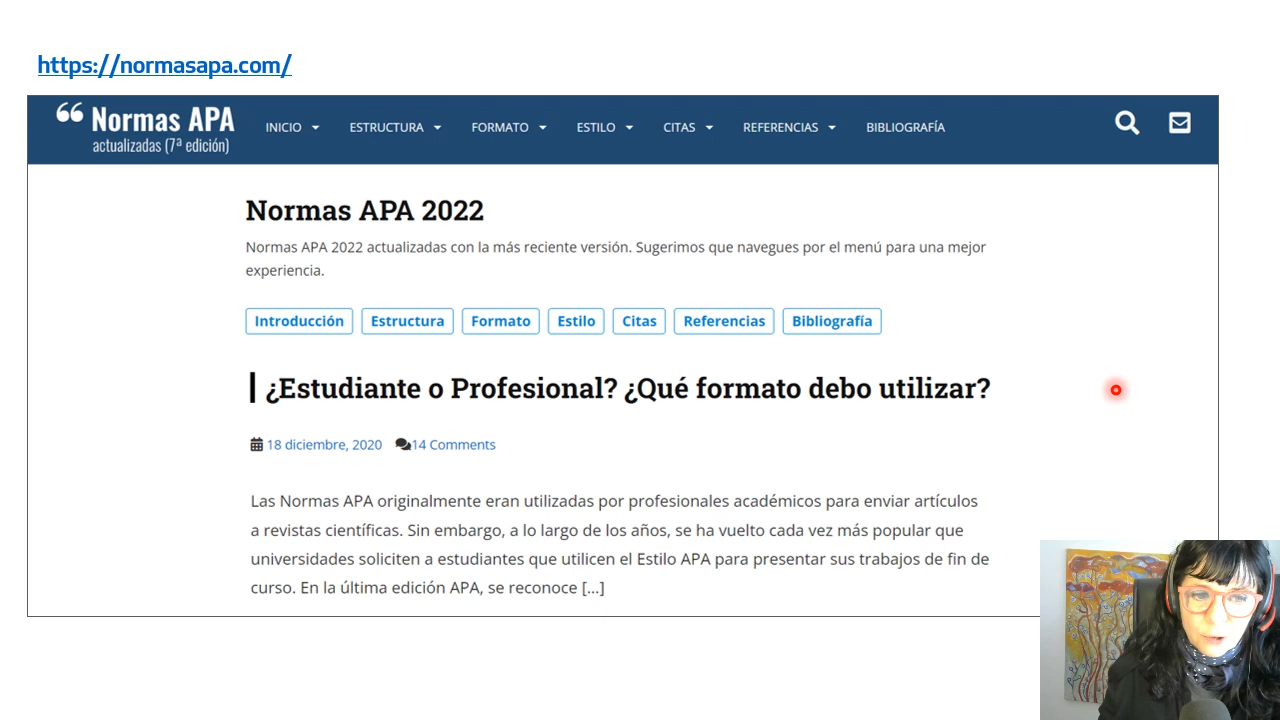 https://normasapa.com/
“ Normas APA
actualizadas (7ª edición)
INICIO ESTRUCTURA FORMATO ESTILO CITAS REFERENCIAS BIBLIOGRAFÍA
Normas APA 2022
Normas APA 2022 actualizadas con la más reciente versión. Sugerimos que navegues por el menú para una mejor
experiencia.
Introducción Estructura Formato Estilo Citas Referencias Bibliografía
¿Estudiante o Profesional? ¿Qué formato debo utilizar?
18 diciembre, 2020 14 Comments
Las Normas APA originalmente eran utilizadas por profesionales académicos para enviar artículos
a revistas científicas. Sin embargo, a lo largo de los años, se ha vuelto cada vez más popular que
universidades soliciten a estudiantes que utilicen el Estilo APA para presentar sus trabajos de fin de
curso. En la última edición APA, se reconoce [...]